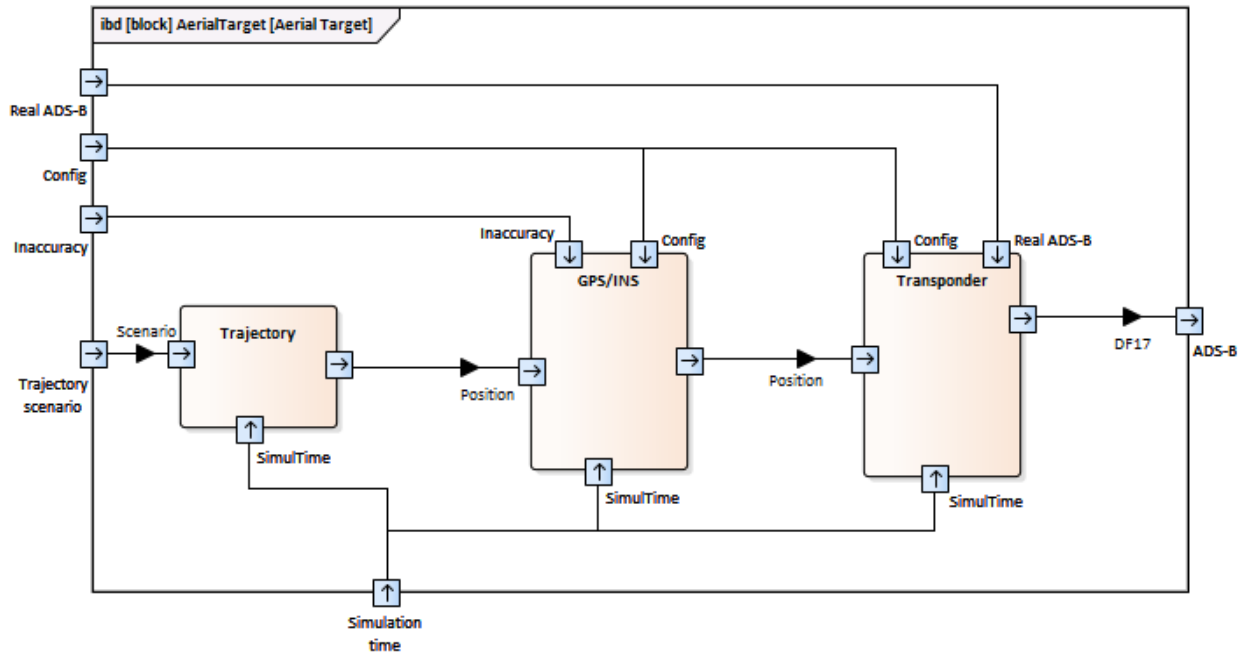 ibd [block] AerialTarget [Aerial Target]
Real ADS-B
Config
Inaccuracy
Inaccuracy
Config
Config
Real ADS-B
GPS/INS
Transponder
Scenario
Trajectory
DF17
ADS-B
Trajectory
scenario
Position
Position
SimulTime
SimulTime
SimulTime
Simulation
time